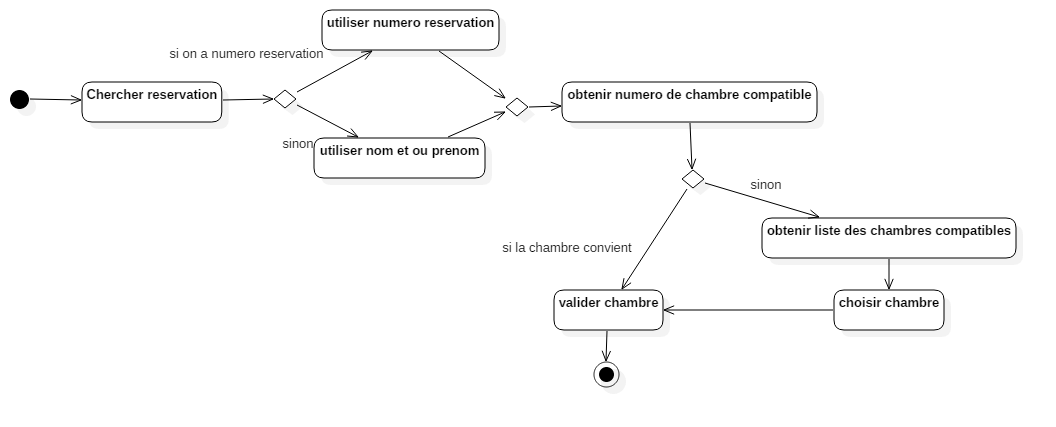 utiliser numero reservation
si on a numero reservation
Chercher reservation
obtenir numero de chambre compatible
sinon
utiliser nom et ou prenom
sinon
obtenir liste des chambres compatibles
si la chambre convient
valider chambre
choisir chambre